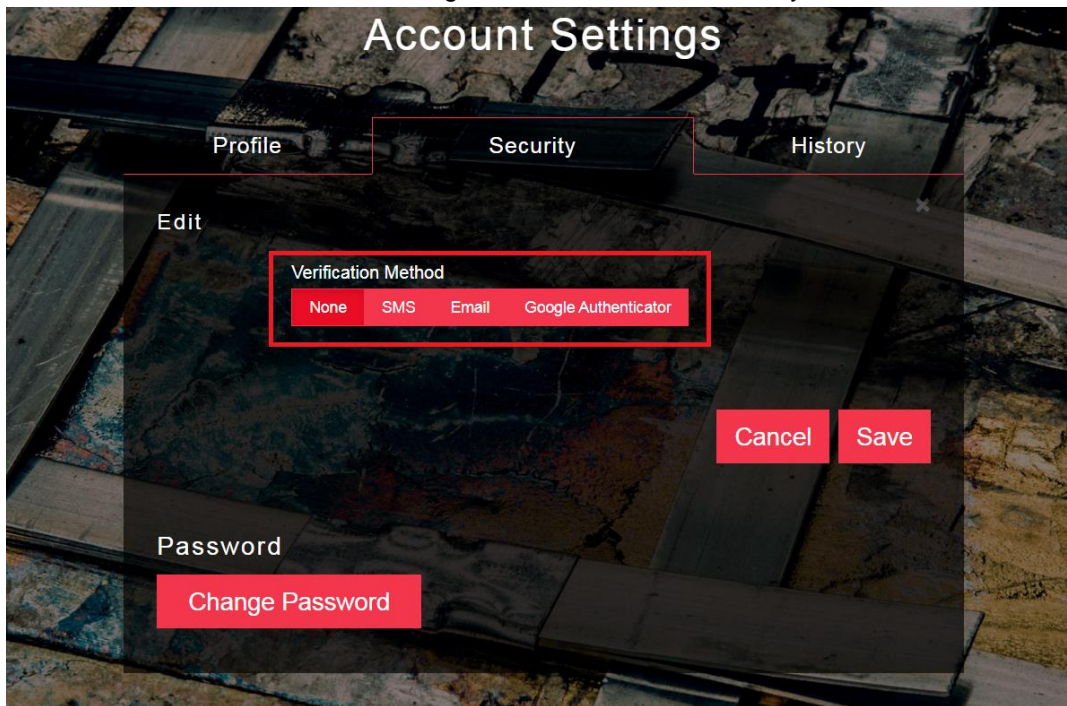 Account Settings
Profile Security History
Edit
Verification Method
None SMS Email Google Authenticator
Cancel Save
Password
Change Password